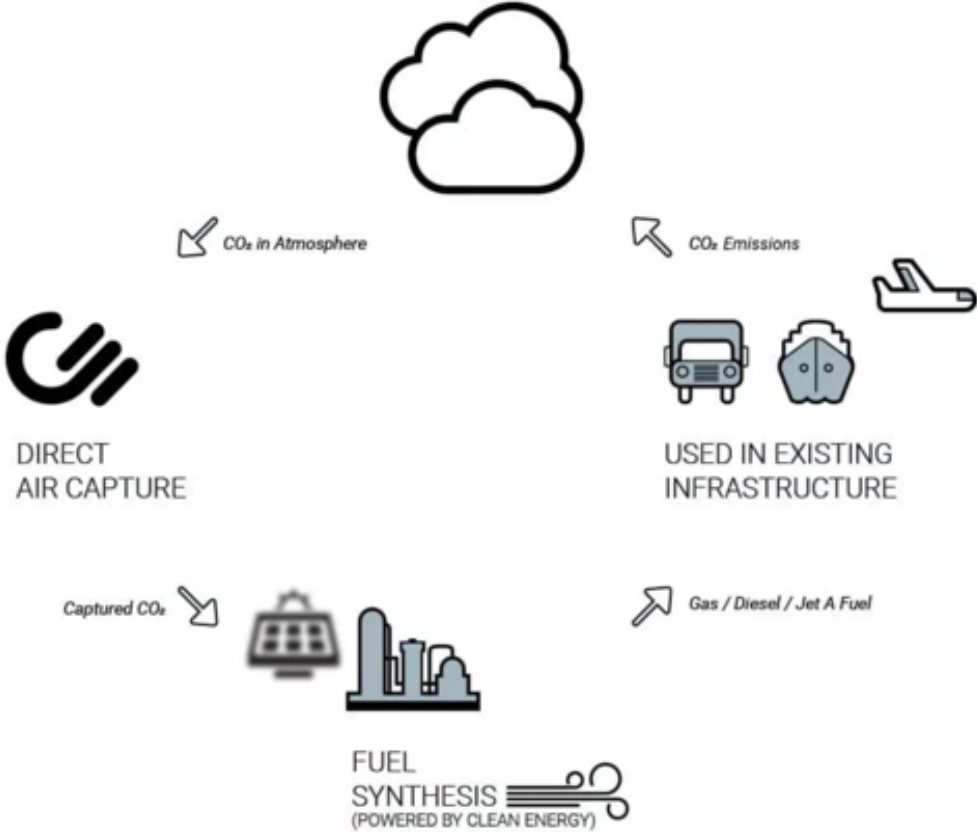 CO₂ in Atmosphere
CO₂ Emissions
DIRECT
AIR CAPTURE
USED IN EXISTING
INFRASTRUCTURE
Captured CO₂
Gas / Diesel / Jet A Fuel
FUEL
SYNTHESIS
(POWERED BY CLEAN ENERGY)